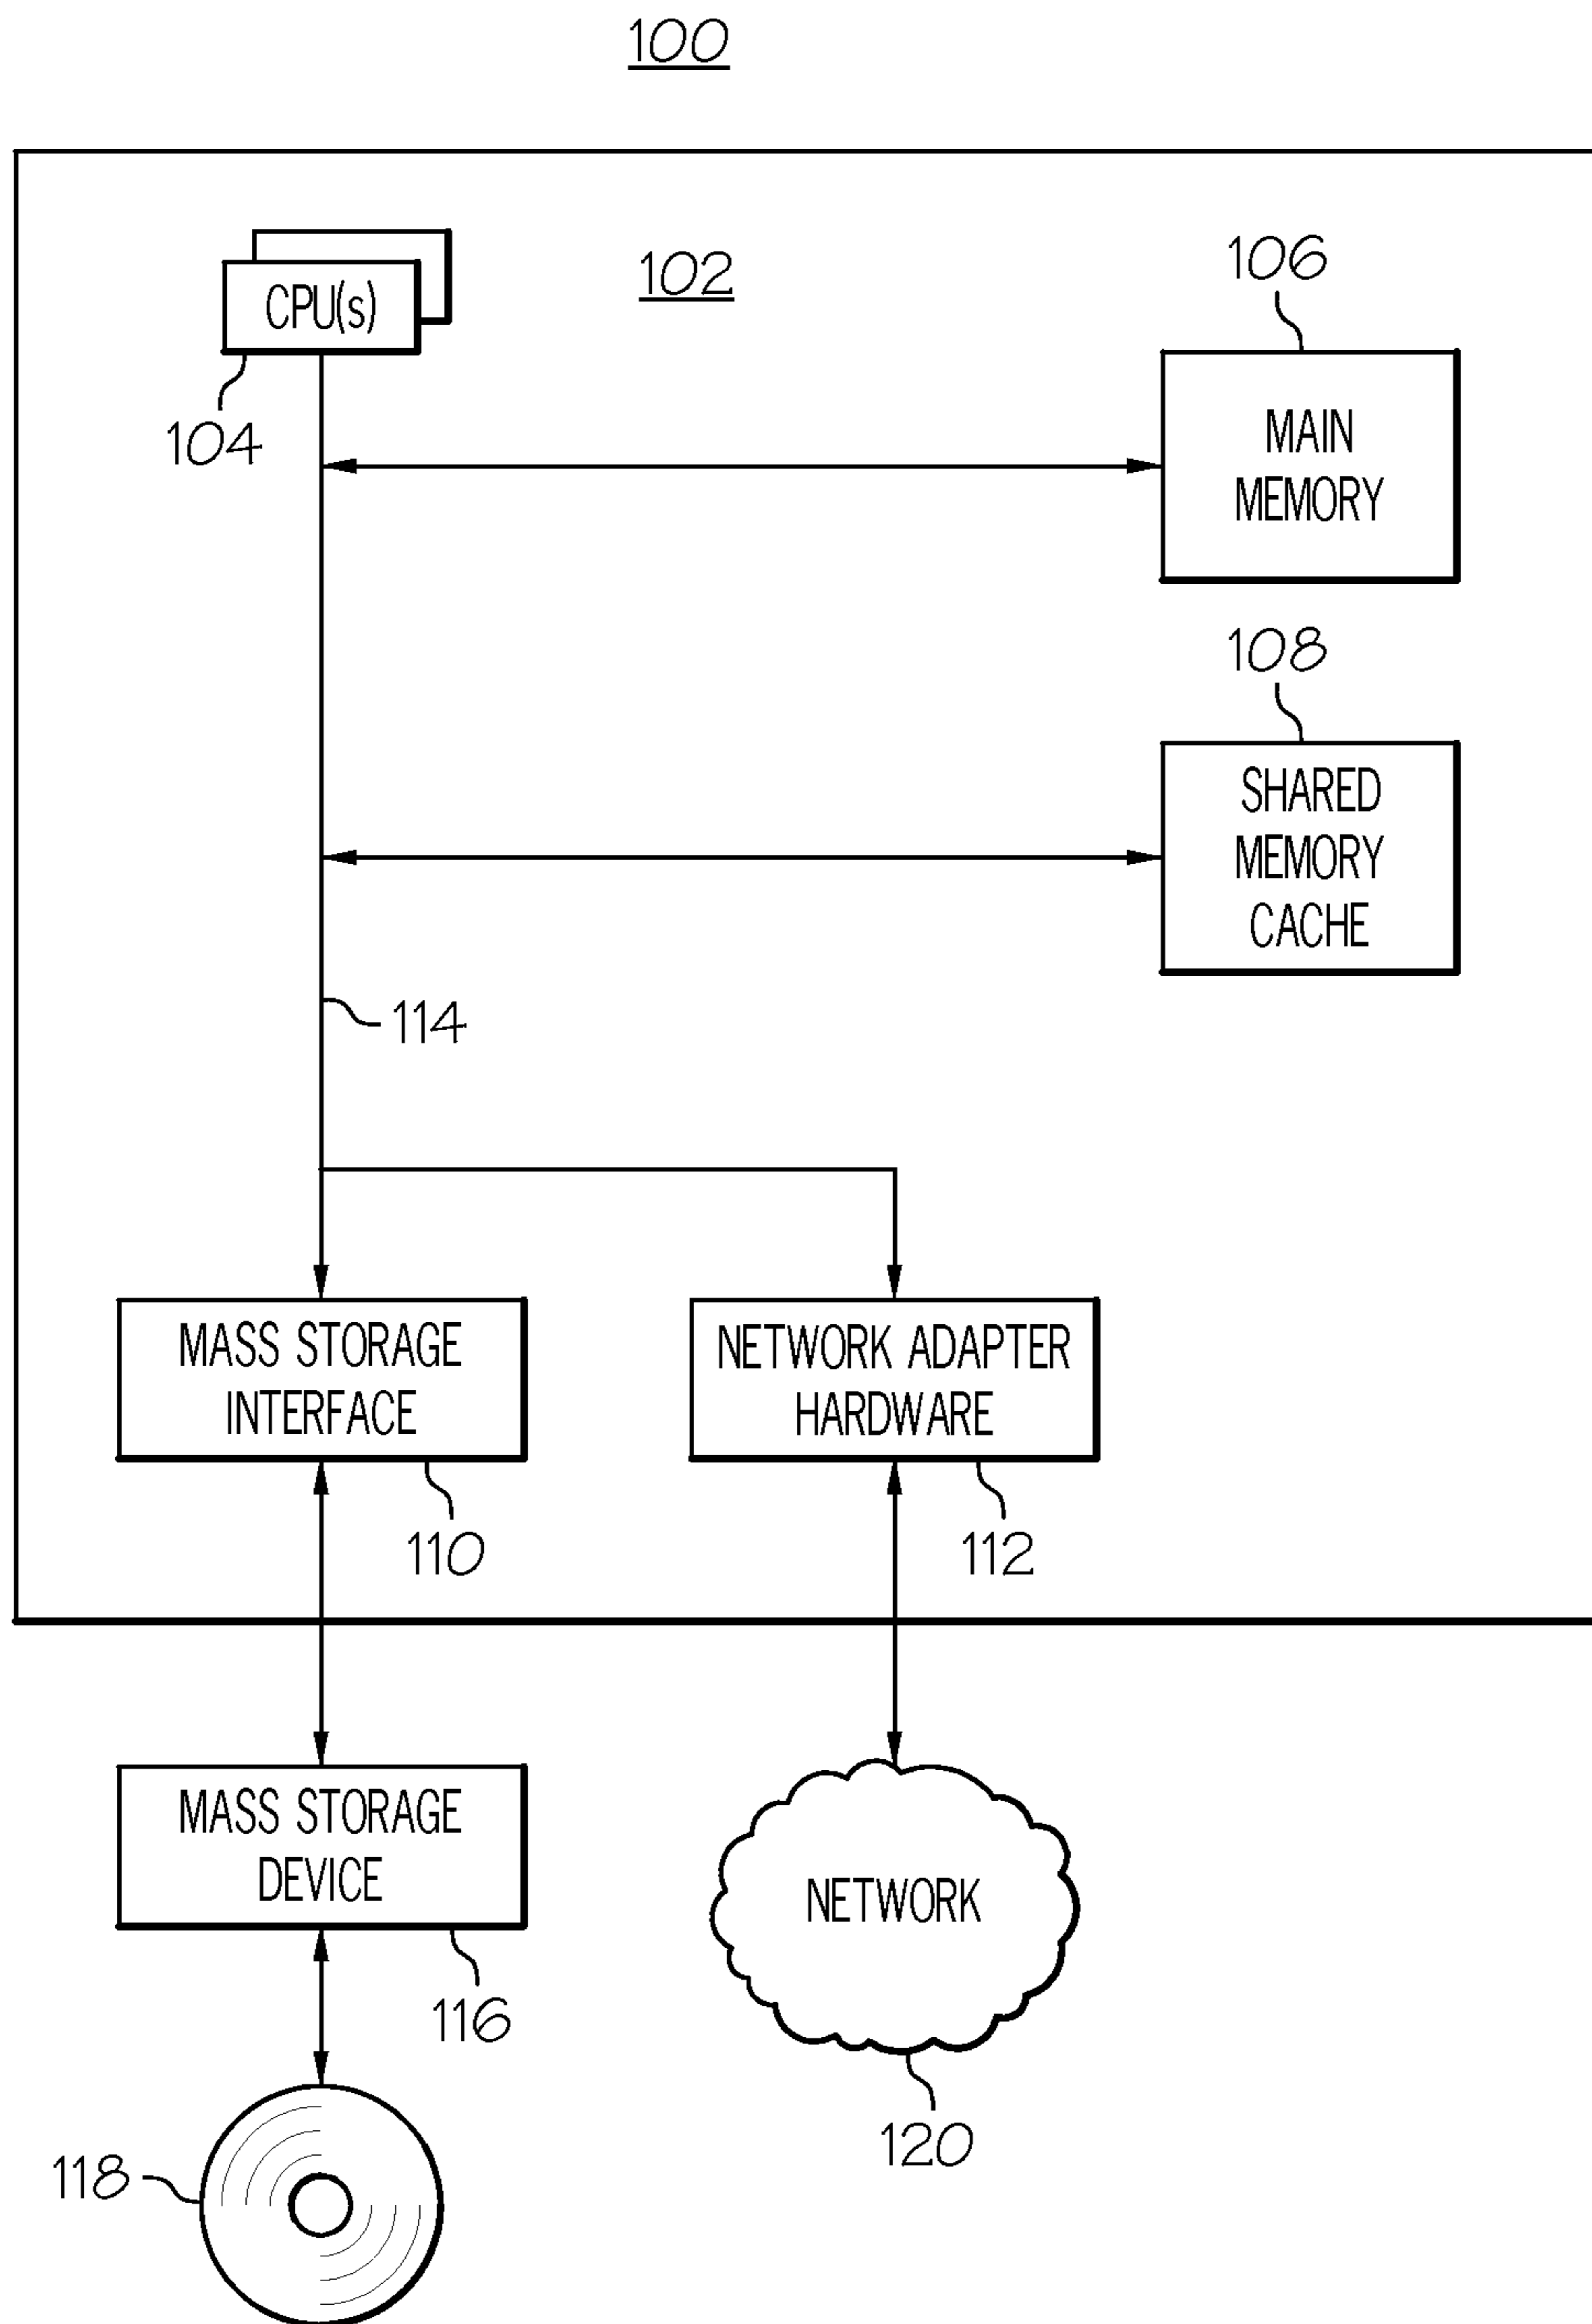 100
CPU(s)
102
106
104
MAIN
MEMORY
108
SHARED
MEMORY
CACHE
114
MASS STORAGE
INTERFACE
NETWORK ADAPTER
HARDWARE
110
112
MASS STORAGE
DEVICE
NETWORK
116
120
118